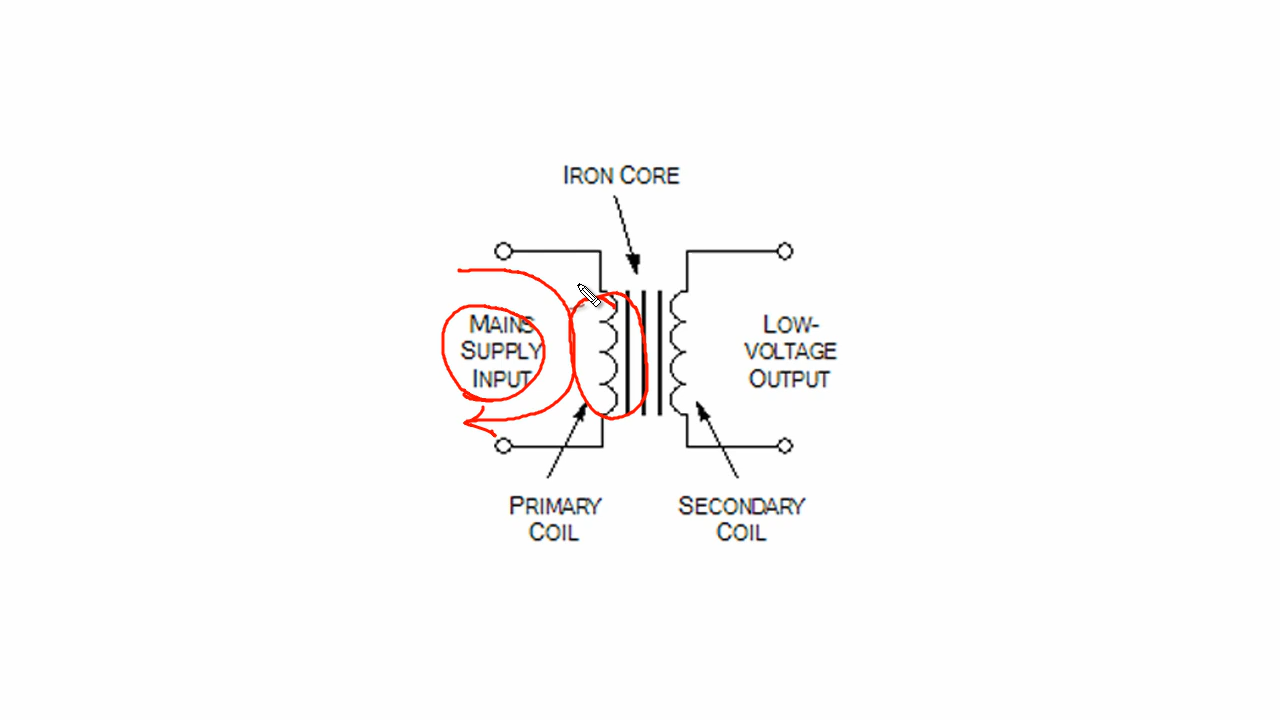 IRON CORE
MAINS
SUPPLY
INPUT
LOW-
VOLTAGE
OUTPUT
PRIMARY
COIL
SECONDARY
COIL